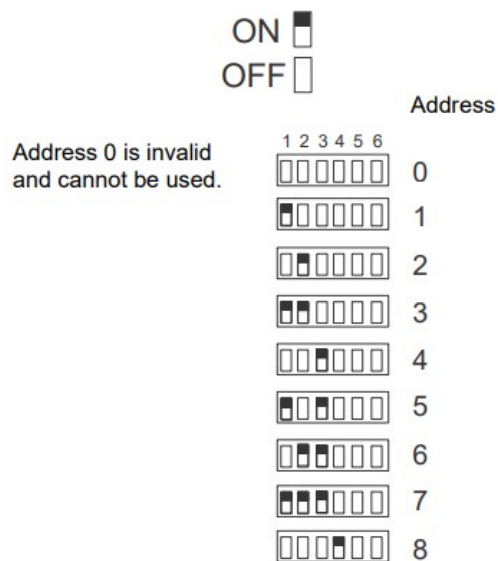 ON
OFF
Address
Address 0 is invalid
and cannot be used.
1 2 3 4 5 6
0
1
2
3
4
5
6
7
8